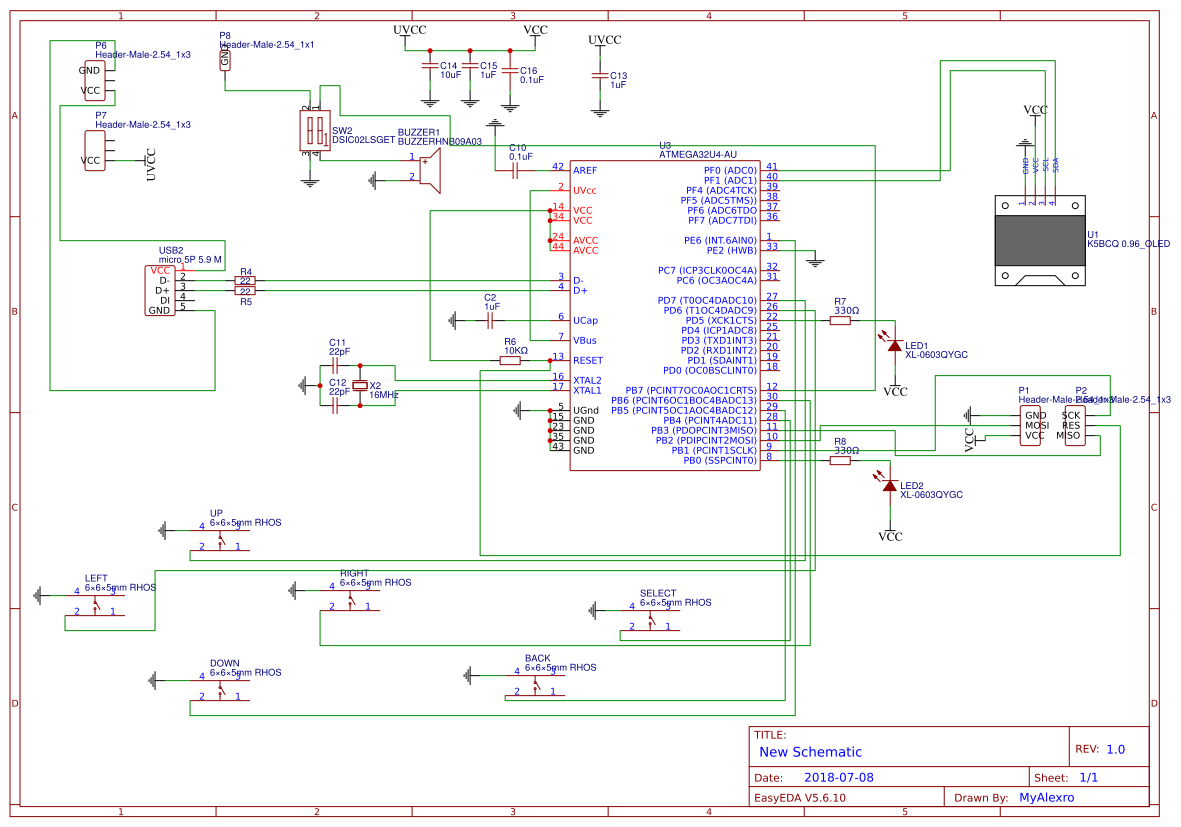 1 2 3 4 5
A
B
C
D
P6
Header-Male-2.54_1x3
GND
VCC
P7
Header-Male-2.54_1x3
VCC
UVCC
P8
Header-Male-2.54_1x1
GND
2 1
3 4
SW2
DSIC02LSGET
BUZZER1
BUZZERHNB09A03
1
2
UVCC
VCC
C14
10uF
C15
1uF
C16
0.1uF
UVCC
C13
1uF
C10
0.1uF
U3
ATMEGA32U4-AU
42 AREF
2 UVcc
14 VCC
34 VCC
24 AVCC
44 AVCC
3 D-
4 D+
6 UCap
7 VBus
13 RESET
16 XTAL2
17 XTAL1
5 UGnd
15 GND
23 GND
35 GND
43 GND
PF0 (ADC0) 41
PF1 (ADC1) 40
PF4 (ADC4TCK) 39
PF5 (ADC5TMS)) 38
PF6 (ADC6TDO 37
PF7 (ADC7TDI) 36
PE6 (INT.6AIN0) 1
PE2 (HWB) 33
PC7 (ICP3CLK0OC4A) 32
PC6 (OC3AOC4A) 31
PD7 (T0OC4DADC10) 27
PD6 (T1OC4DADC9) 26
PD5 (XCK1CTS) 22
PD4 (ICP1ADC8) 25
PD3 (TXD1INT3) 21
PD2 (RXD1INT2) 20
PD1 (SDAINT1) 19
PD0 (OC0BSCLINT0) 18
PB7 (PCINT7OC0AOC1CRTS) 12
PB6 (PCINT6OC1BOC4BADC13) 30
PB5 (PCINT5OC1AOC4BADC12) 29
PB4 (PCINT4ADC11) 28
PB3 (PDOPCINT3MISO) 11
PB2 (PDIPCINT2MOSI) 10
PB1 (PCINT1SCLK) 9
PB0 (SSPCINT0) 8
VCC
GND
VCC
SCL
SDA
1 2 3 4
U1
K5BCQ 0.96_OLED
USB2
micro 5P 5.9 M
VCC 1
D- 2
D+ 3
DI 4
GND 5
R4
22
22
R5
C2
1uF
R6
10KΩ
C11
22pF
C12
22pF
X2
16MHz
R7
330Ω
LED1
XL-0603QYGC
VCC
P1
Header-Male-2.54_1x3
GND
MOSI
VCC
VCC
P2
Header-Male-2.54_1x3
SCK
RES
MISO
R8
330Ω
LED2
XL-0603QYGC
VCC
UP
6×6×5mm RHOS
4 3
2 1
LEFT
6×6×5mm RHOS
4 3
2 1
RIGHT
6×6×5mm RHOS
4 3
2 1
SELECT
6×6×5mm RHOS
4 3
2 1
DOWN
6×6×5mm RHOS
4 3
2 1
BACK
6×6×5mm RHOS
4 3
2 1
TITLE:
New Schematic
REV: 1.0
Date: 2018-07-08
Sheet: 1/1
EasyEDA V5.6.10
Drawn By: MyAlexro
A
B
C
D
1 2 3 4 5